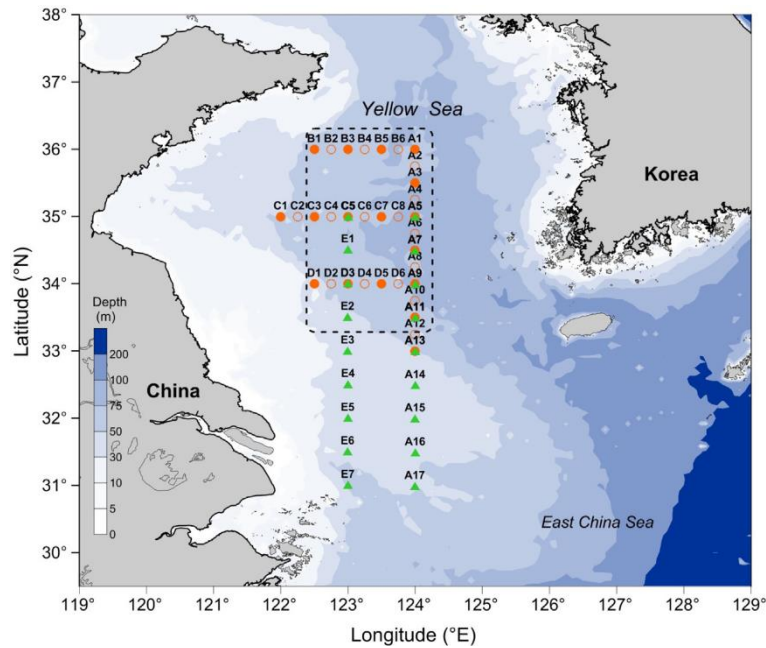 38°
37°
36°
35°
34°
33°
32°
31°
30°
Latitude (°N)
Yellow Sea
B1 B2 B3 B4 B5 B6 A1
A2
A3
A4
C1 C2 C3 C4 C5 C6 C7 C8 A5
A6
E1 A7
A8
D1 D2 D3 D4 D5 D6 A9
A10
E2 A11
A12
E3 A13
E4 A14
E5 A15
E6 A16
E7 A17
Korea
China
East China Sea
Depth
(m)
200
100
75
50
30
10
5
0
119° 120° 121° 122° 123° 124° 125° 126° 127° 128° 129°
Longitude (°E)